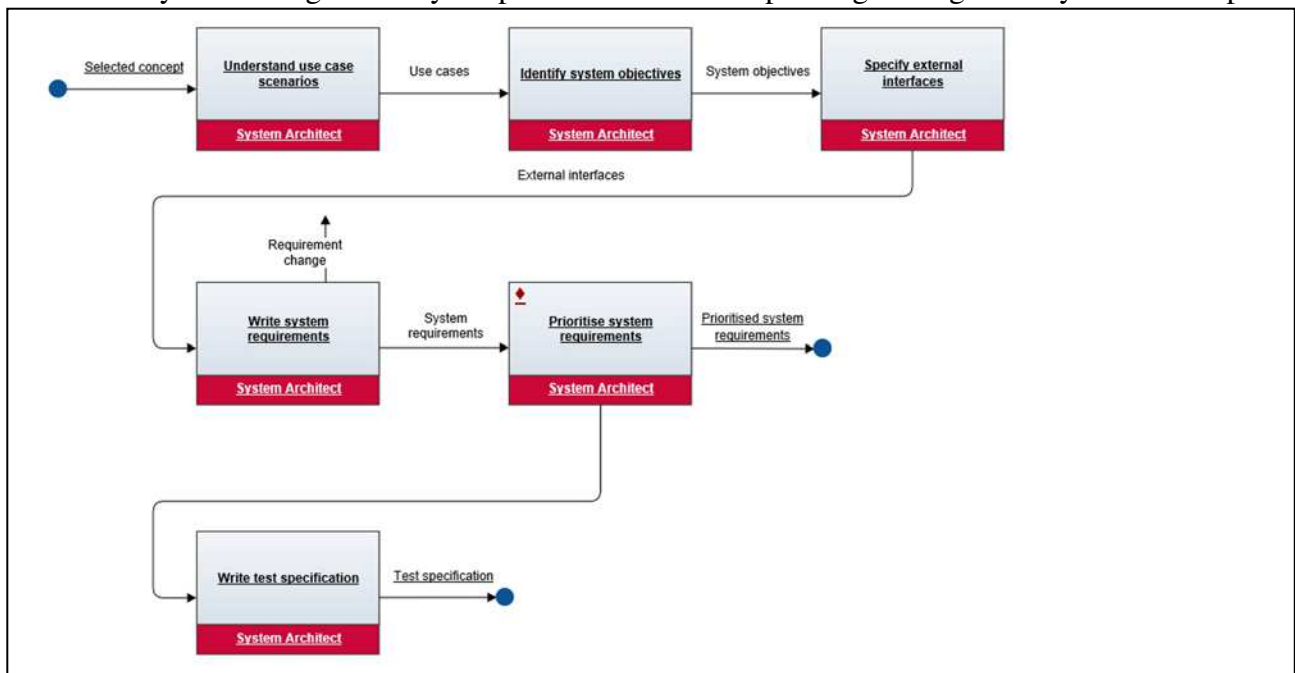 Selected concept
Understand use case
scenarios
System Architect
Use cases
Identify system objectives
System Architect
System objectives
Specify external
interfaces
System Architect
External interfaces
Requirement
change
Write system
requirements
System Architect
System
requirements
Prioritise system
requirements
System Architect
Prioritised system
requirements
Write test specification
System Architect
Test specification